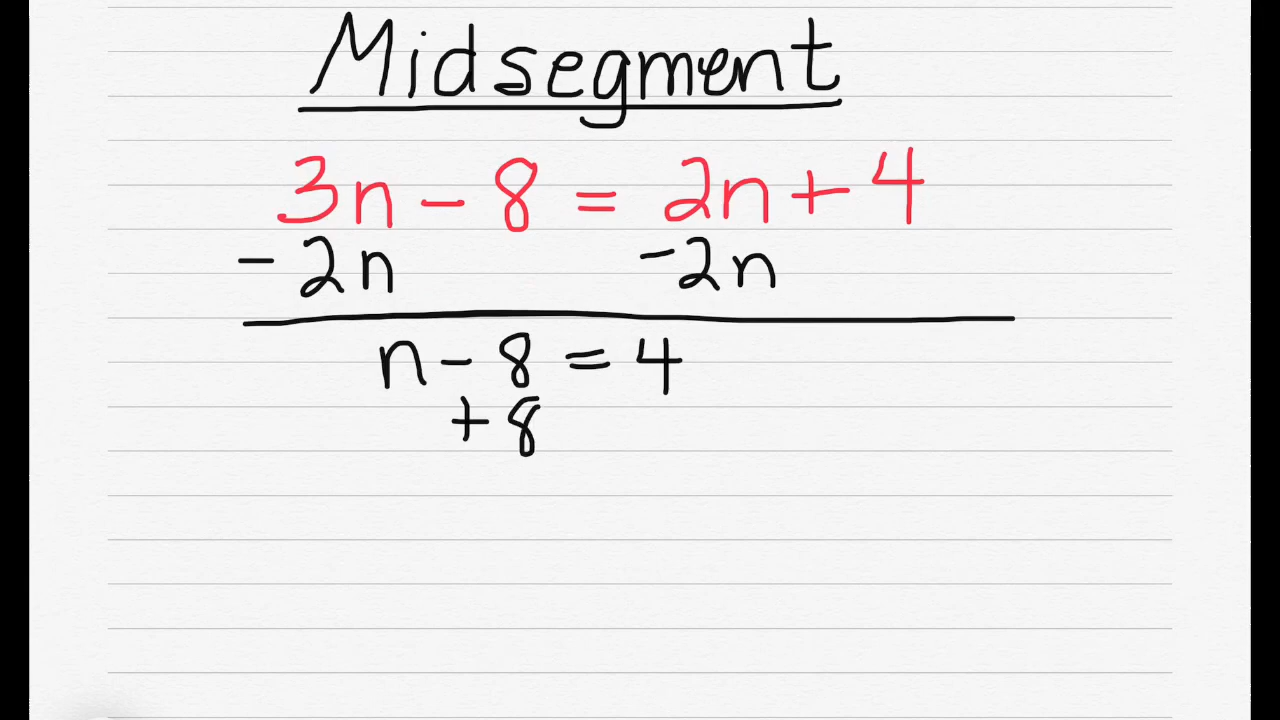 Midsegment
3n - 8 = 2n + 4
- 2n -2n
n - 8 = 4
+ 8